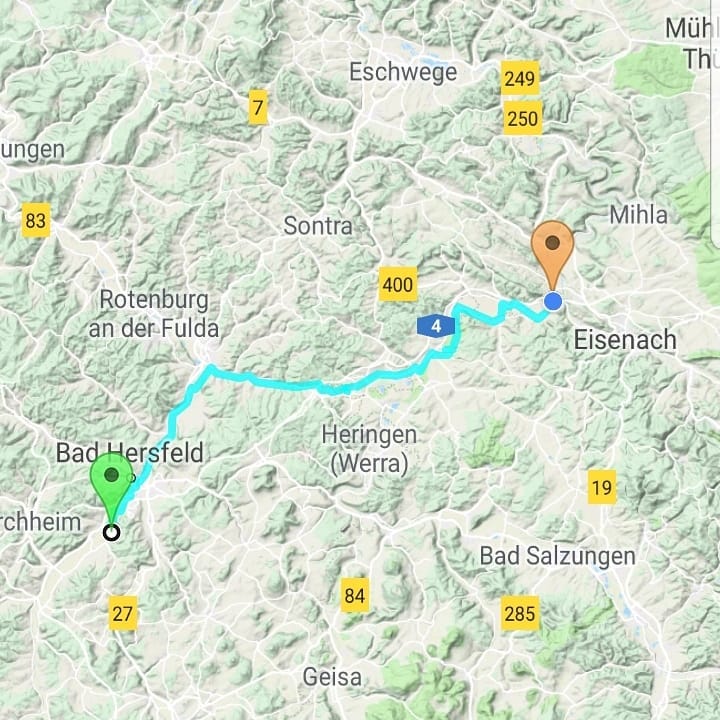 Mühl
Thü
Eschwege
249
7
250
ungen
83
Sontra
Mihla
400
Rotenburg
an der Fulda
4
Eisenach
Bad Hersfeld
Heringen
(Werra)
19
rchheim
Bad Salzungen
84
27
285
Geisa